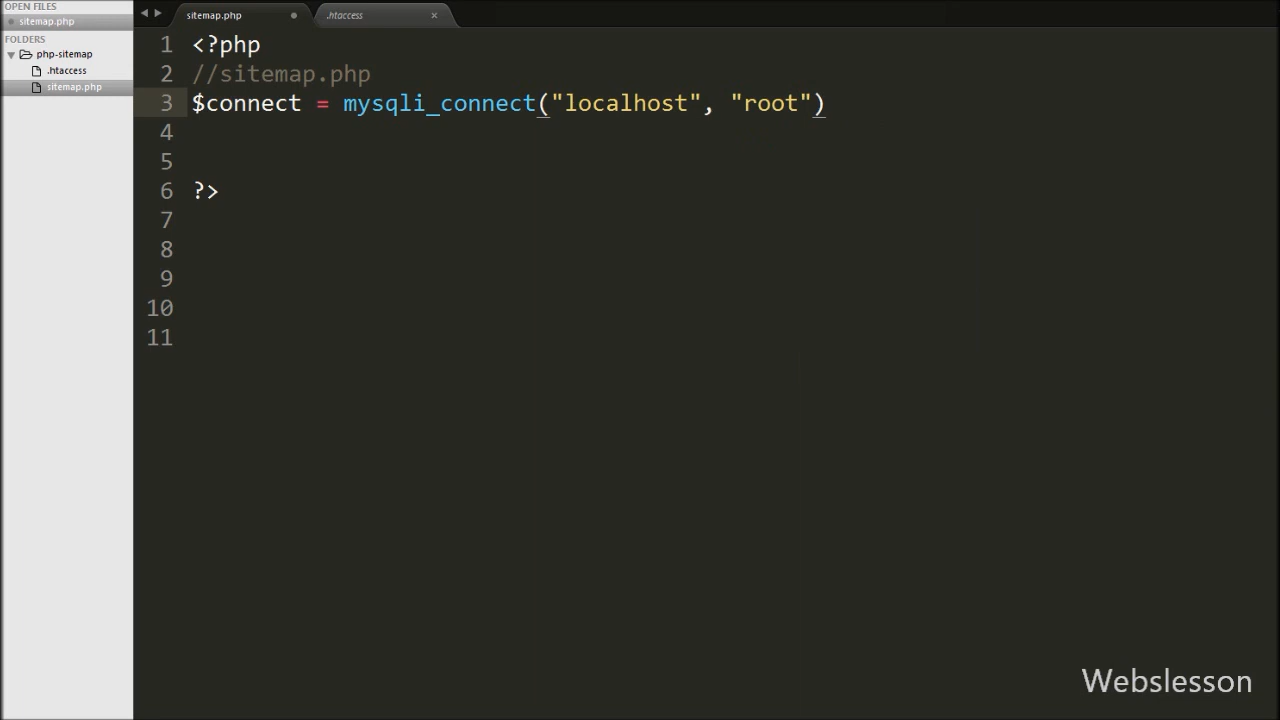 OPEN FILES
sitemap.php
FOLDERS
php-sitemap
.htaccess
sitemap.php
sitemap.php
.htaccess
1 <?php
2 //sitemap.php
3 $connect = mysqli_connect("localhost", "root")
4
5
6 ?>
7
8
9
10
11
Webslesson